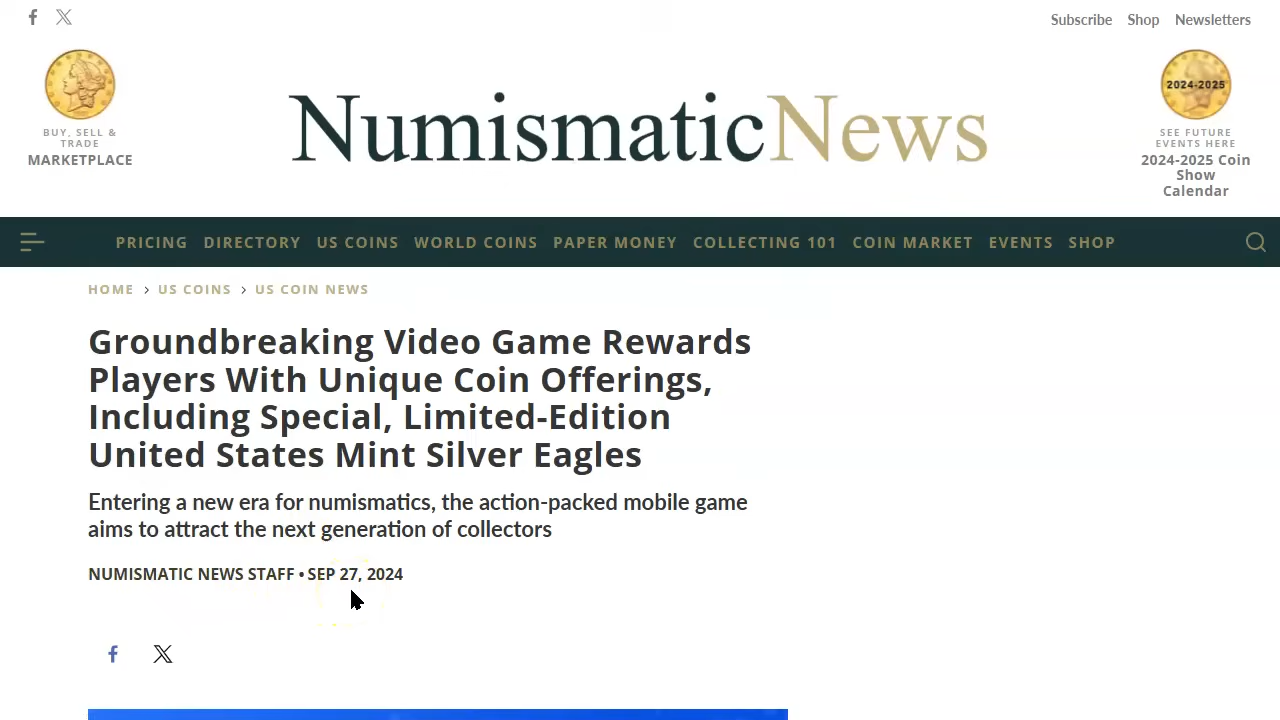 Subscribe Shop Newsletters
BUY, SELL &
TRADE
MARKETPLACE
NumismaticNews
2024-2025
SEE FUTURE
EVENTS HERE
2024-2025 Coin
Show
Calendar
PRICING DIRECTORY US COINS WORLD COINS PAPER MONEY COLLECTING 101 COIN MARKET EVENTS SHOP
HOME > US COINS > US COIN NEWS
Groundbreaking Video Game Rewards
Players With Unique Coin Offerings,
Including Special, Limited-Edition
United States Mint Silver Eagles
Entering a new era for numismatics, the action-packed mobile game
aims to attract the next generation of collectors
NUMISMATIC NEWS STAFF • SEP 27, 2024